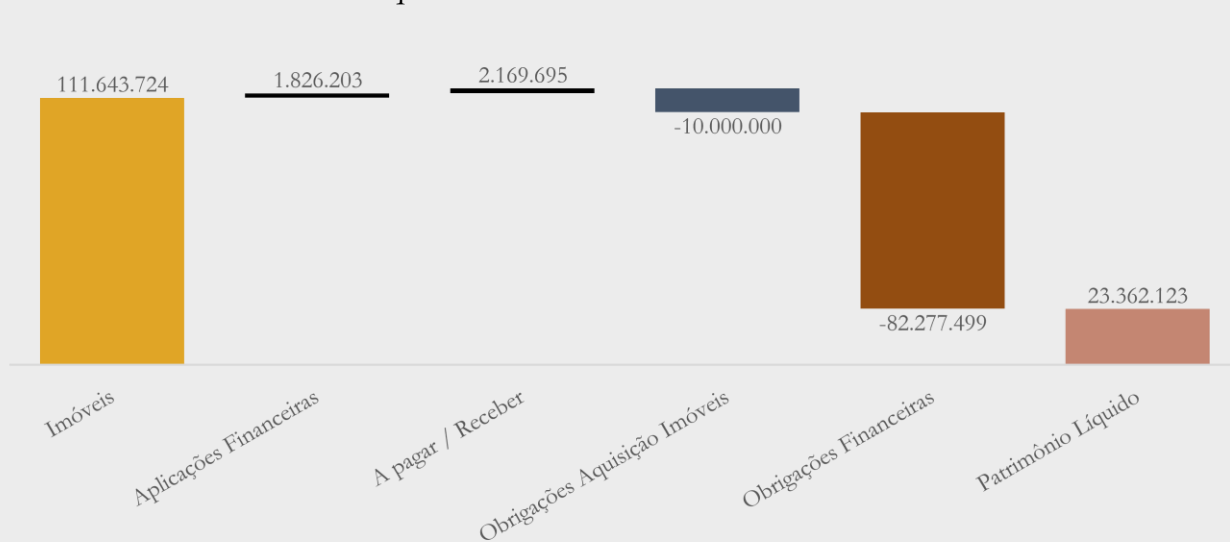 111.643.724
1.826.203
2.169.695
-10.000.000
-82.277.499
23.362.123
Imóveis
Aplicações Financeiras
A pagar / Receber
Obrigações Aquisição Imóveis
Obrigações Financeiras
Patrimônio Líquido